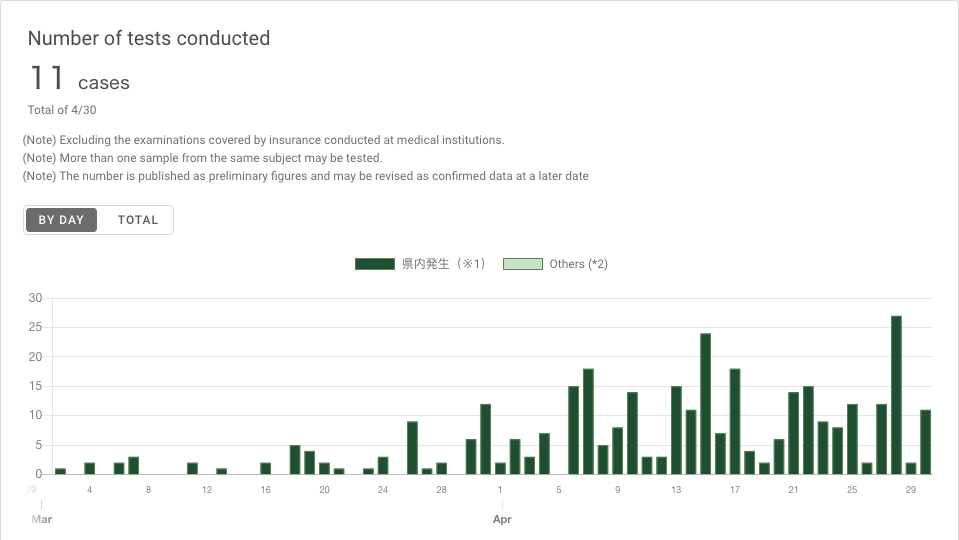 Number of tests conducted
11 cases
Total of 4/30
(Note) Excluding the examinations covered by insurance conducted at medical institutions.
(Note) More than one sample from the same subject may be tested.
(Note) The number is published as preliminary figures and may be revised as confirmed data at a later date
BY DAY TOTAL
県内発生（※1） Others (*2)
30
25
20
15
10
5
0
29 4 8 12 16 20 24 28 1 5 9 13 17 21 25 29
Mar Apr